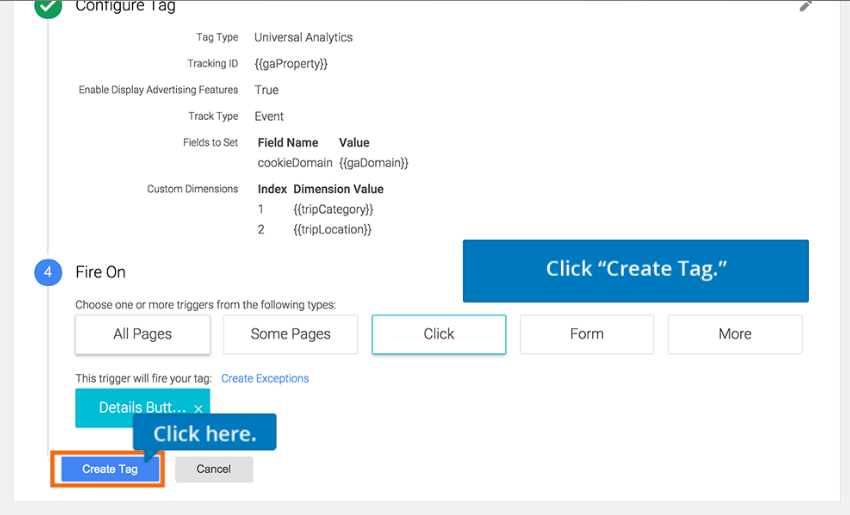 Configure Tag
Tag Type Universal Analytics
Tracking ID {{gaProperty}}
Enable Display Advertising Features True
Track Type Event
Fields to Set Field Name Value
cookieDomain {{gaDomain}}
Custom Dimensions Index Dimension Value
1 {{tripCategory}}
2 {{tripLocation}}
4 Fire On
Click “Create Tag.”
Choose one or more triggers from the following types:
All Pages Some Pages Click Form More
This trigger will fire your tag: Create Exceptions
Details Butt... ×
Click here.
Create Tag Cancel